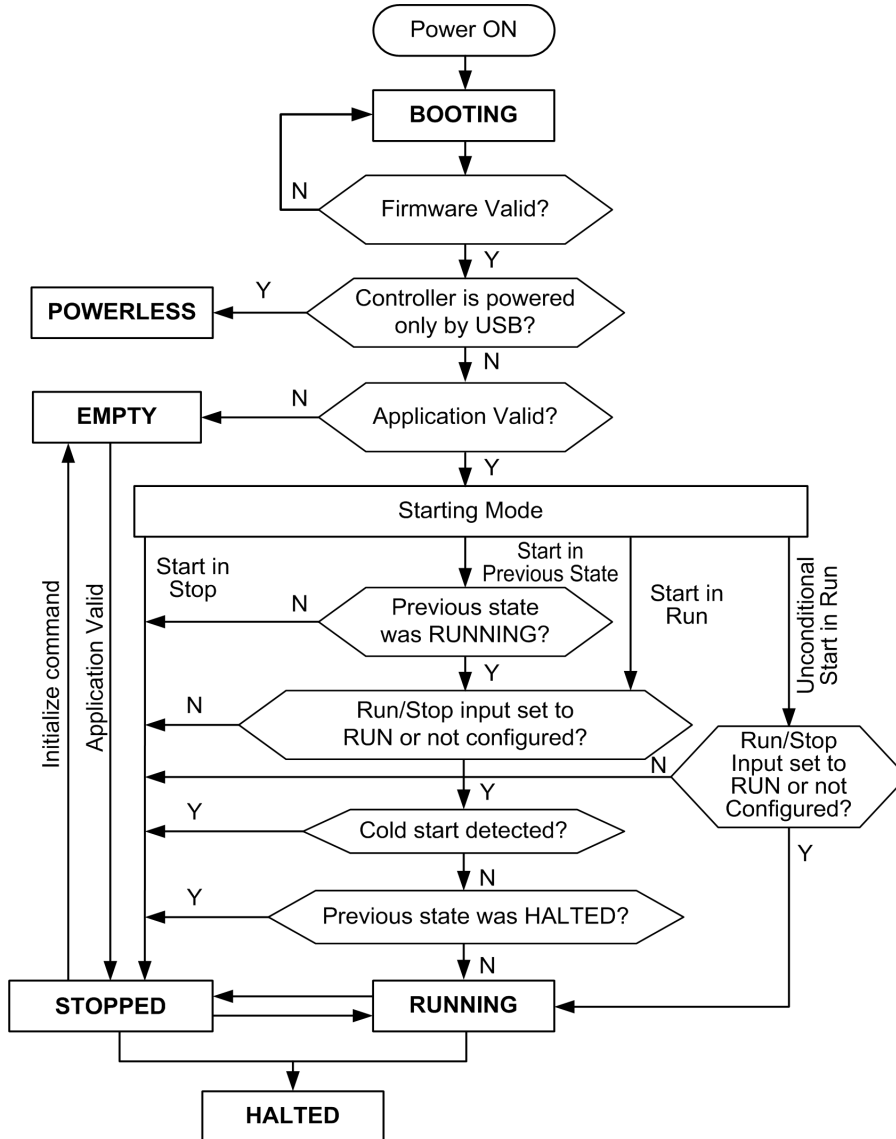 Power ON
BOOTING
N
Firmware Valid?
Y
Y
Controller is powered
only by USB?
POWERLESS
N
N
Application Valid?
EMPTY
Y
Starting Mode
Start in
Stop
Start in
Previous State
Start in
Run
Unconditional
Start in Run
Initialize command
Application Valid
N
Previous state
was RUNNING?
Y
N
Run/Stop input set to
RUN or not configured?
N
Run/Stop
Input set to
RUN or not
Configured?
Y
Y
Cold start detected?
Y
N
Y
Previous state was HALTED?
N
STOPPED
RUNNING
HALTED